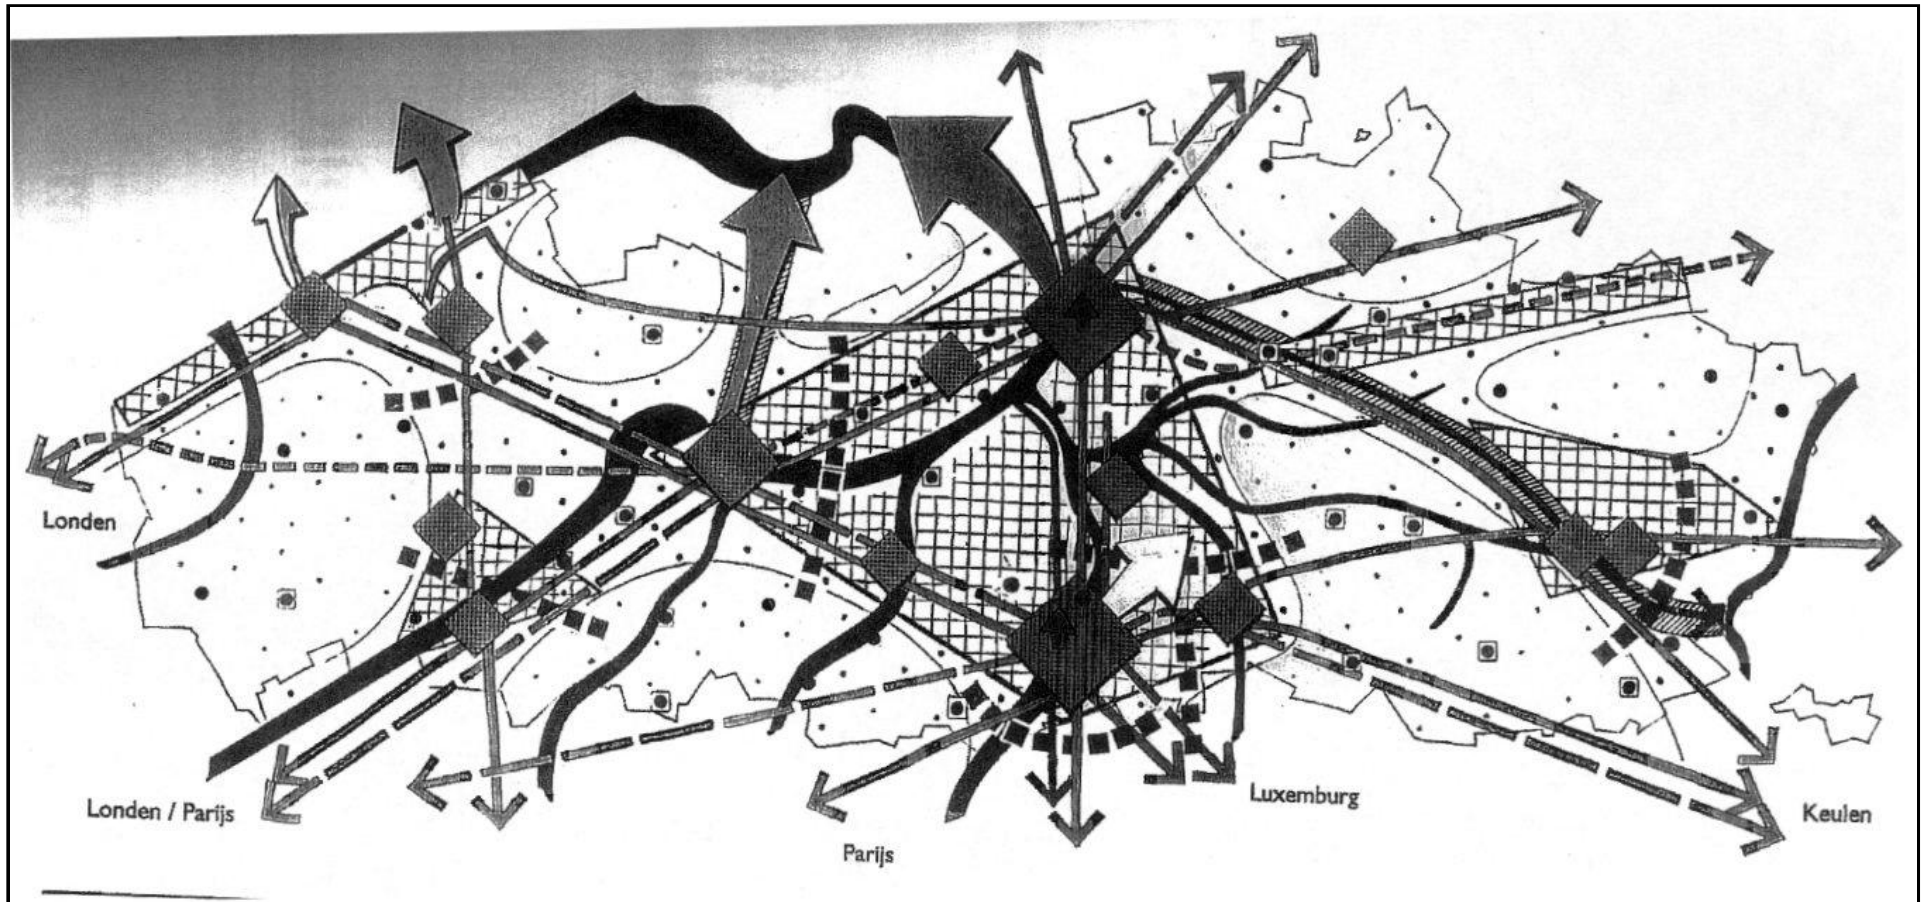 Londen
Londen / Parijs
Parijs
Luxemburg
Keulen